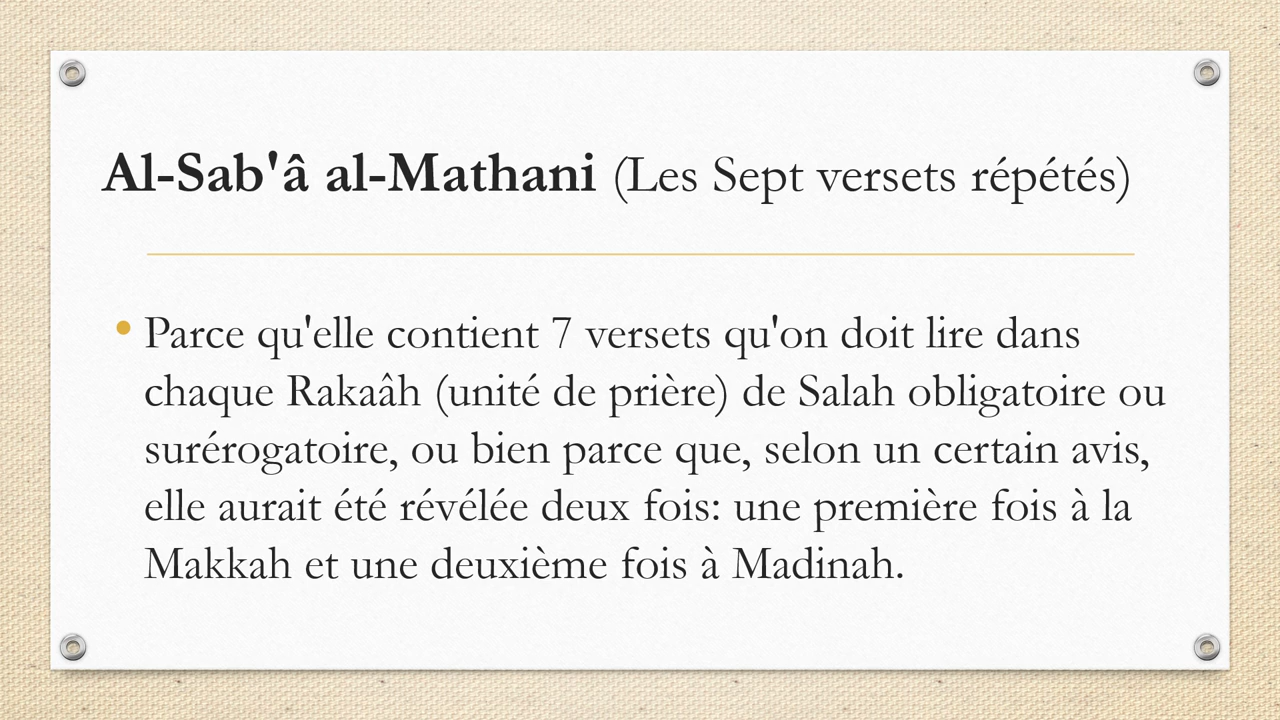 Al-Sab'â al-Mathani (Les Sept versets répétés)
• Parce qu'elle contient 7 versets qu'on doit lire dans
chaque Rakaâh (unité de prière) de Salah obligatoire ou
surérogatoire, ou bien parce que, selon un certain avis,
elle aurait été révélée deux fois: une première fois à la
Makkah et une deuxième fois à Madinah.